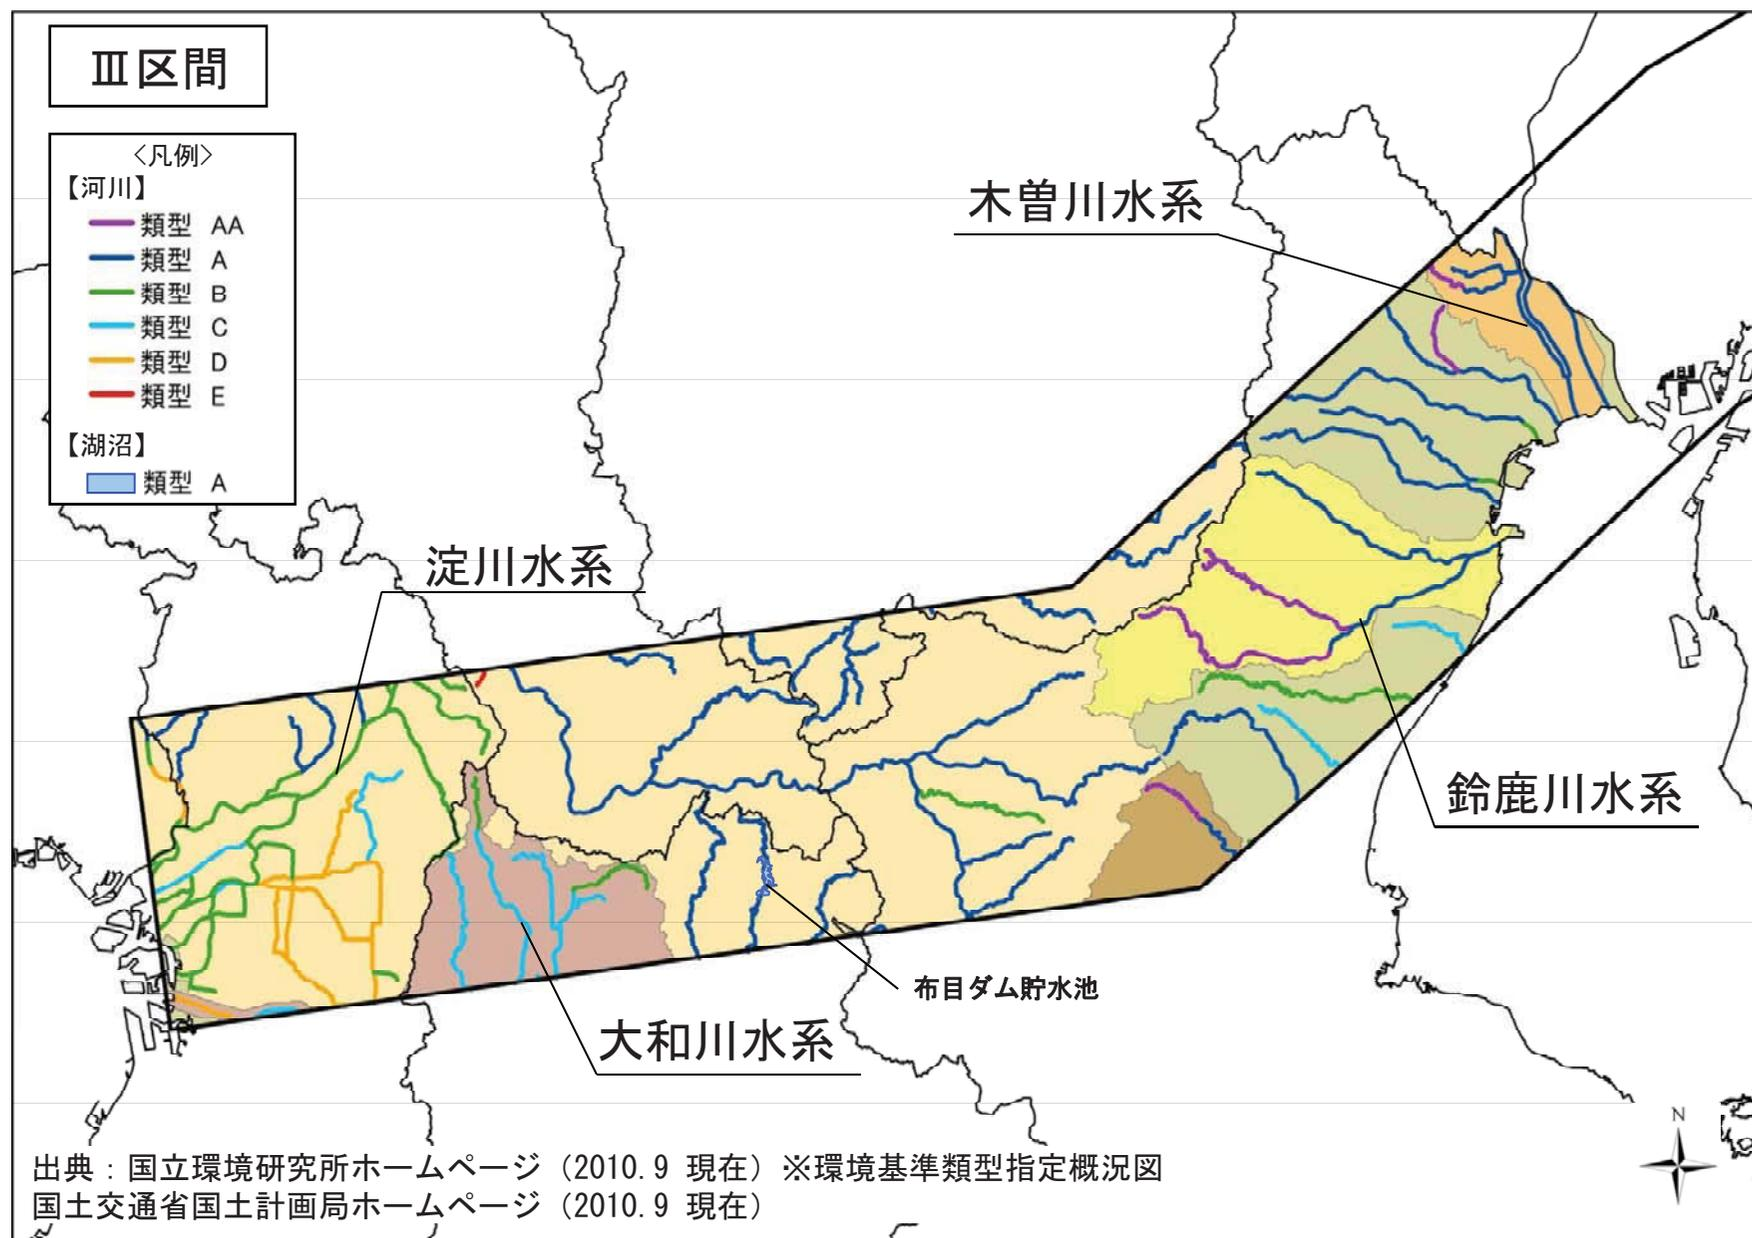 Ⅲ区間
<凡例>
【河川】
類型 AA
類型 A
類型 B
類型 C
類型 D
類型 E
【湖沼】
類型 A
木曽川水系
淀川水系
鈴鹿川水系
布目ダム貯水池
大和川水系
N
出典：国立環境研究所ホームページ（2010.9 現在）※環境基準類型指定概況図
国土交通省国土計画局ホームページ（2010.9 現在）